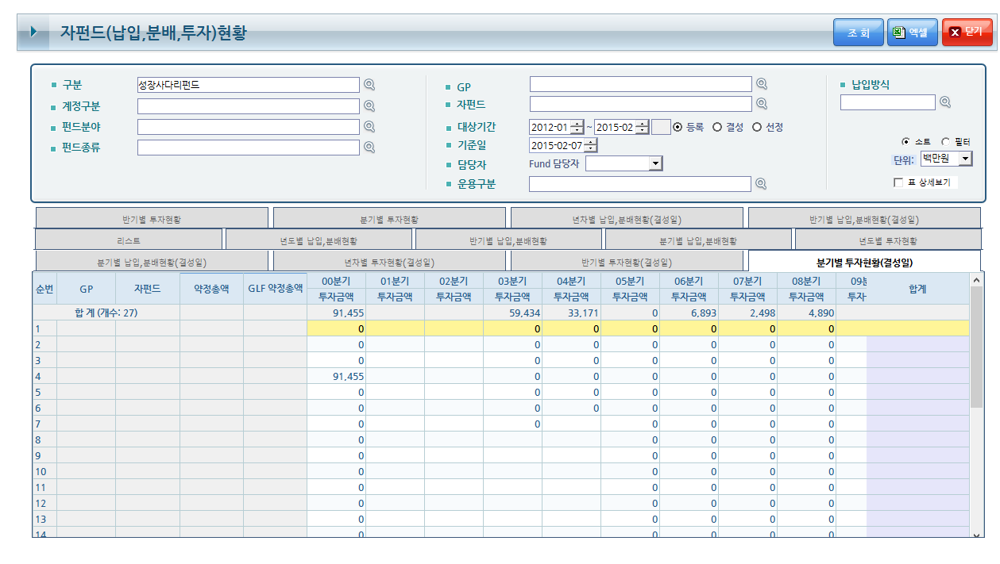 자펀드(납입,분배,투자)현황
조 회
엑셀
닫기
구분
성장사다리펀드
계정구분
펀드분야
펀드종류
GP
자펀드
대상기간
2012-01 ~ 2015-02
등록 결성 선정
기준일
2015-02-07
담당자
Fund 담당자
운용구분
납입방식
소트 필터
단위: 백만원
표 상세보기
반기별 투자현황 분기별 투자현황 년차별 납입,분배현황(결성일) 반기별 납입,분배현황(결성일)
리스트 년도별 납입,분배현황 반기별 납입,분배현황 분기별 납입,분배현황 년도별 투자현황
분기별 납입,분배현황(결성일) 년차별 투자현황(결성일) 반기별 투자현황(결성일) 분기별 투자현황(결성일)
순번 GP 자펀드 약정총액 GLF 약정총액 00분기 01분기 02분기 03분기 04분기 05분기 06분기 07분기 08분기 합계
투자금액 투자금액 투자금액 투자금액 투자금액 투자금액 투자금액 투자금액 투자금액 투자
합 계 (개수: 27) 91,455 59,434 33,171 0 6,893 2,498 4,890
1 0 0 0 0 0 0 0
2 0 0 0 0 0 0 0
3 0 0 0 0 0 0 0
4 91,455 0 0 0 0 0 0
5 0 0 0 0 0 0 0
6 0 0 0 0 0 0 0
7 0 0 0 0 0 0
8 0 0 0 0 0
9 0 0 0 0 0
10 0 0 0 0 0
11 0 0 0 0 0
12 0 0 0 0 0
13 0 0 0 0 0
14 0 0 0 0 0